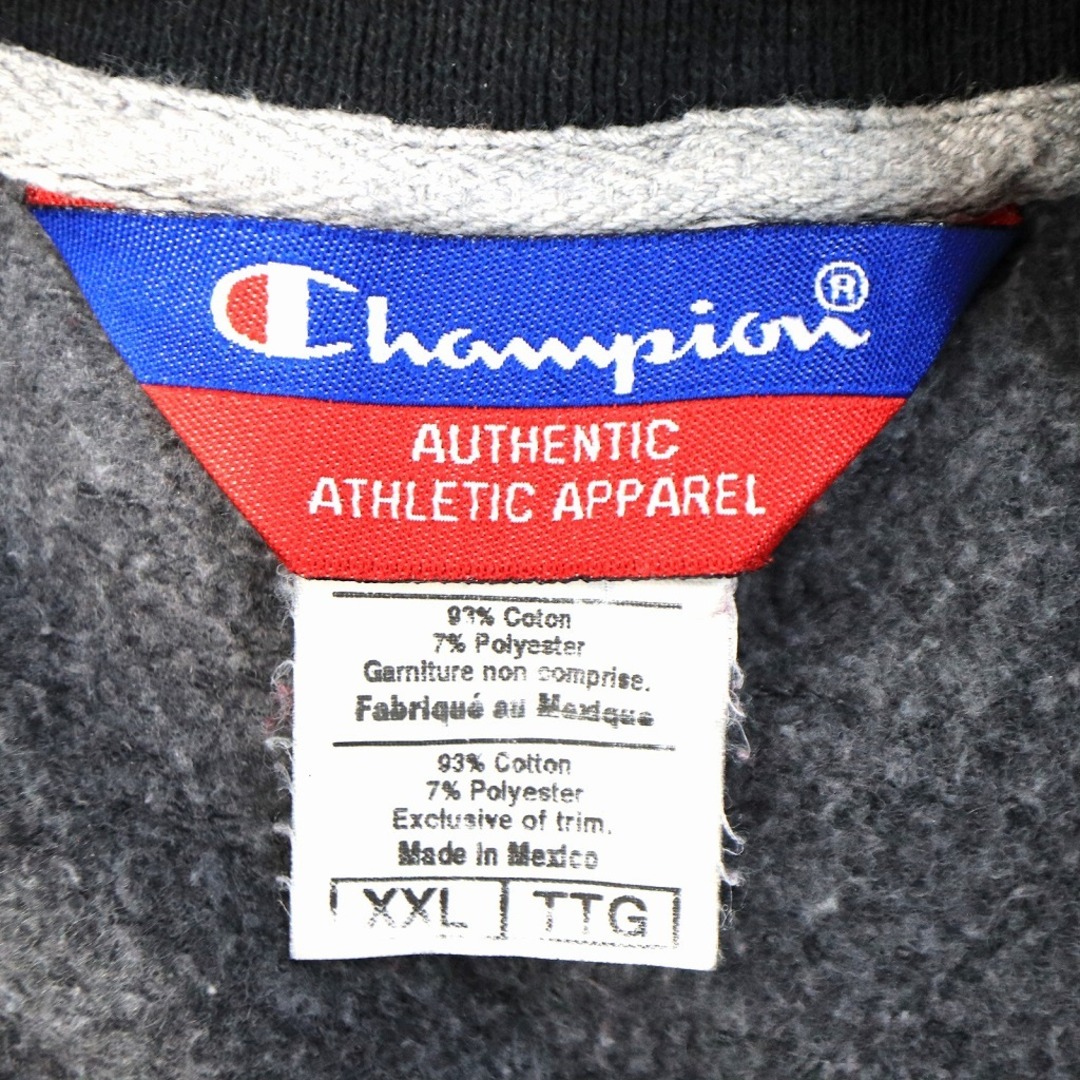 Champion®
AUTHENTIC
ATHLETIC APPAREL
93% Coton
7% Polyester
Garniture non comprise.
Fabriqué au Mexique
93% Cotton
7% Polyester
Exclusive of trim.
Made In Mexico
XXL TTG